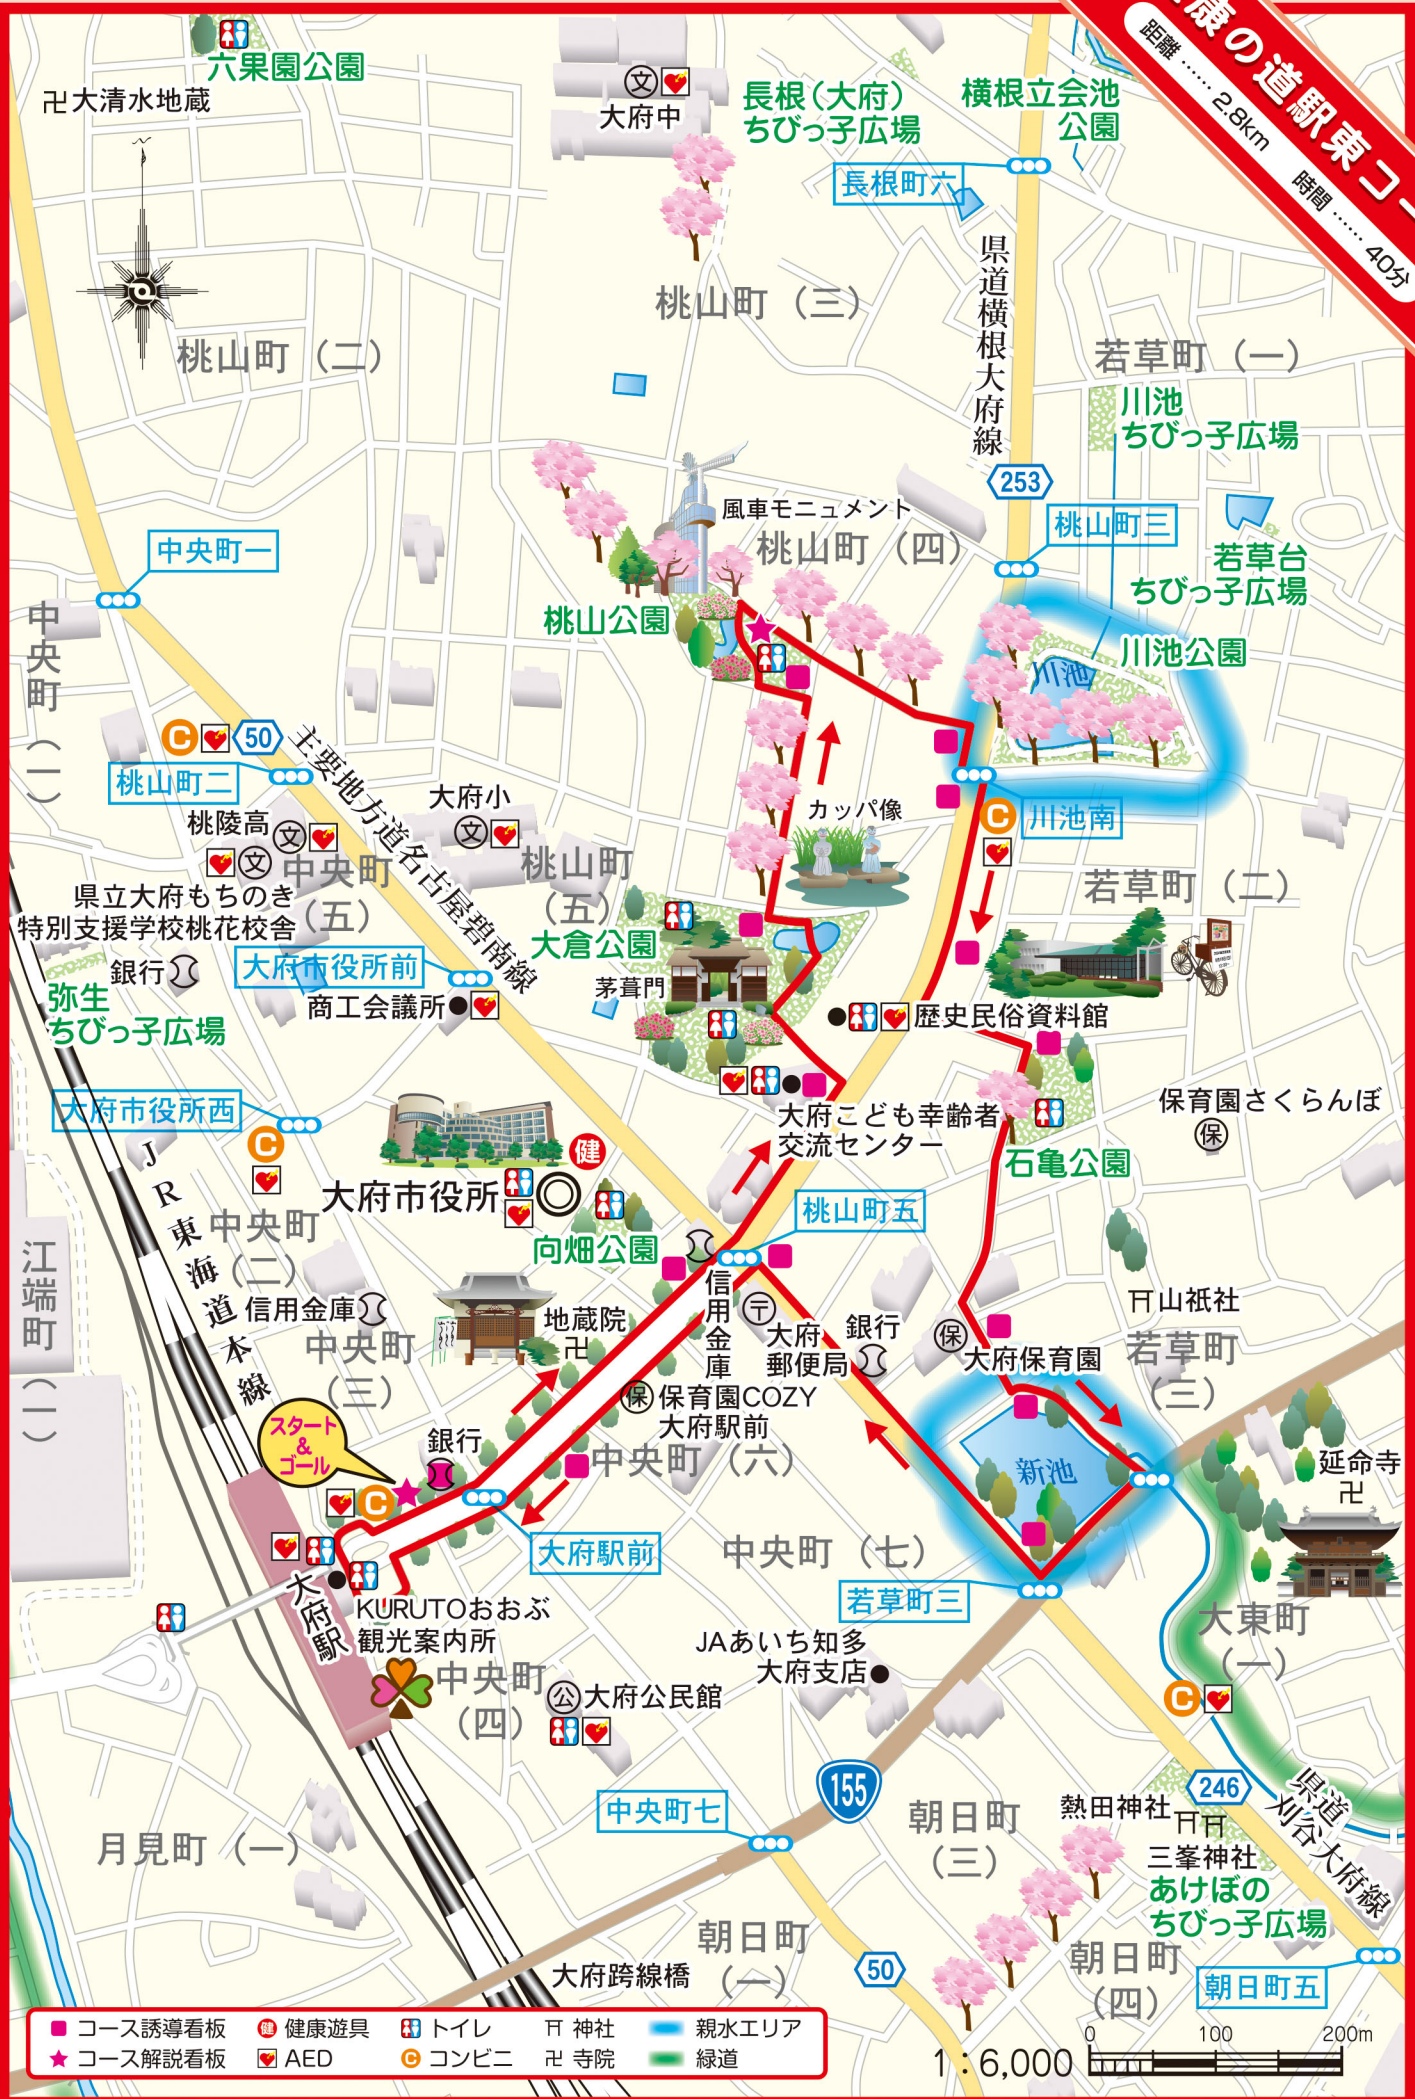 康の道駅東コー
距離 …… 2.8km 時間 …… 40分
六果園公園
卍大清水地蔵
文
大府中
長根（大府）
ちびっ子広場
横根立会池
公園
長根町六
県道横根大府線
桃山町（三）
桃山町（二）
若草町（一）
川池
ちびっ子広場
253
桃山町三
風車モニュメント
桃山町（四）
若草台
ちびっ子広場
中央町一
中央町（一）
桃山公園
川池公園
川池
C
50
桃山町二
主要地方道名古屋碧南線
大府小
文
桃陵高
文
文
中央町
（五）
県立大府もちのき
特別支援学校桃花校舎
桃山町
（五）
カッパ像
C
川池南
若草町（二）
大倉公園
茅葺門
銀行
大府市役所前
商工会議所
弥生
ちびっ子広場
歴史民俗資料館
大府市役所西
C
大府こども幸齢者
交流センター
保育園さくらんぼ
保
石亀公園
JR東海道本線
健
大府市役所
中央町
（二）
向畑公園
桃山町五
江端町（一）
信用金庫
信用金庫
〒
大府
郵便局
銀行
地蔵院
卍
中央町
（三）
保
大府保育園
⛩山祇社
若草町
（三）
保
保育園COZY
大府駅前
スタート
&
ゴール
銀行
C
中央町（六）
新池
延命寺
卍
大府駅前
中央町（七）
若草町三
大府駅
KURUTOおおぶ
観光案内所
中央町
（四）
公
大府公民館
JAあいち知多
大府支店
大東町
（一）
C
155
246
県道
刈谷大府線
中央町七
朝日町
（三）
熱田神社
三峯神社
あけぼの
ちびっ子広場
月見町（一）
朝日町
（一）
50
朝日町
（四）
朝日町五
大府跨線橋
コース誘導看板
健 健康遊具
トイレ
神社
親水エリア
コース解説看板
AED
C コンビニ
卍 寺院
緑道
1：6,000
0 100 200m